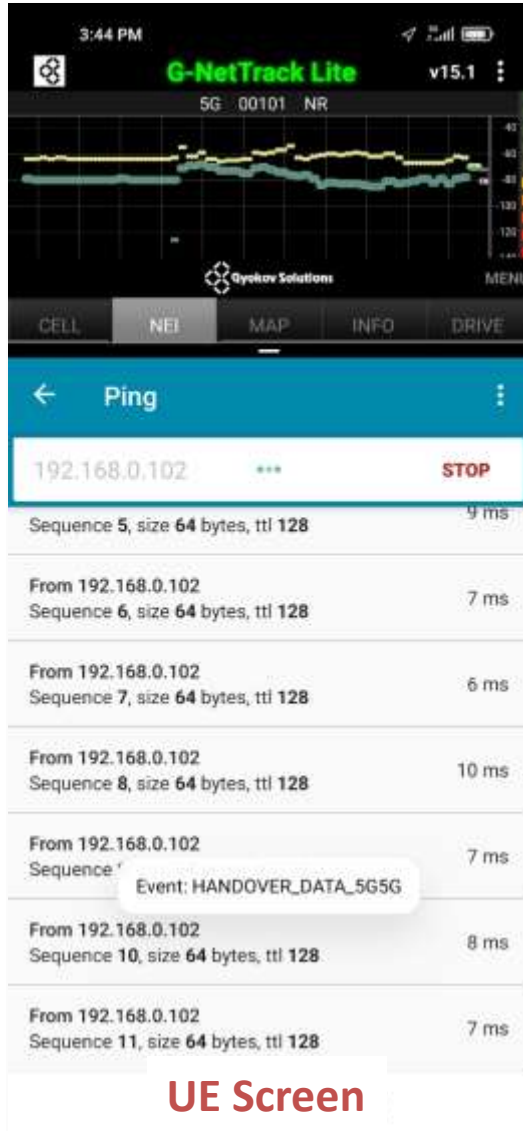 3:44 PM
G-NetTrack Lite
v15.1
5G 00101 NR
Gyokov Solutions
MENU
CELL NEI MAP INFO DRIVE
Ping
192.168.0.102
STOP
9 ms
Sequence 5, size 64 bytes, ttl 128
From 192.168.0.102
7 ms
Sequence 6, size 64 bytes, ttl 128
From 192.168.0.102
6 ms
Sequence 7, size 64 bytes, ttl 128
From 192.168.0.102
10 ms
Sequence 8, size 64 bytes, ttl 128
From 192.168.0.102
7 ms
Sequence
Event: HANDOVER_DATA_5G5G
From 192.168.0.102
8 ms
Sequence 10, size 64 bytes, ttl 128
From 192.168.0.102
7 ms
Sequence 11, size 64 bytes, ttl 128
UE Screen